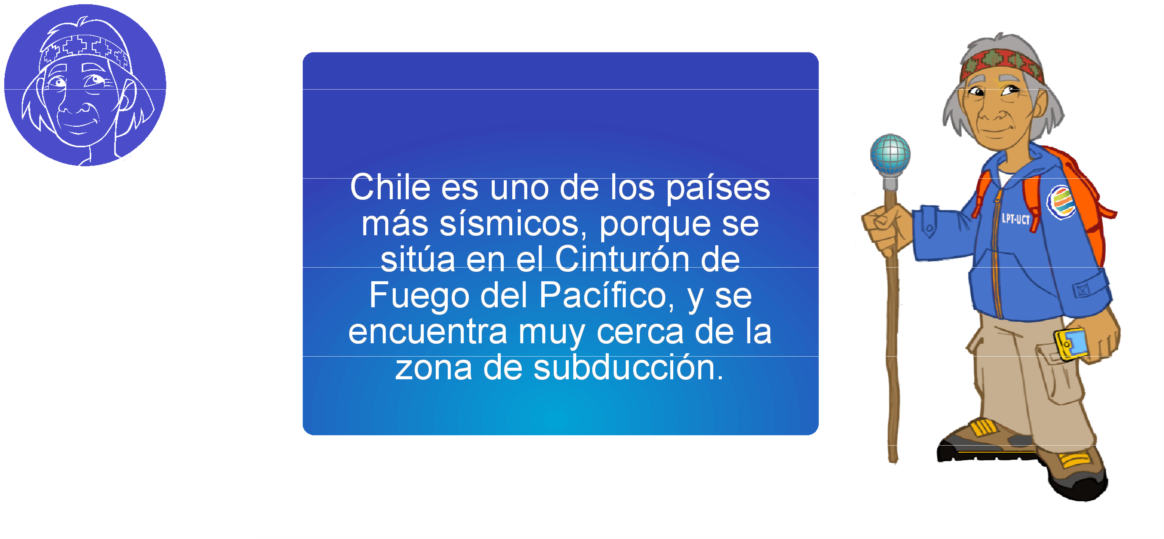 Chile es uno de los países
más sísmicos, porque se
sitúa en el Cinturón de
Fuego del Pacífico, y se
encuentra muy cerca de la
zona de subducción.
LPT-UCT